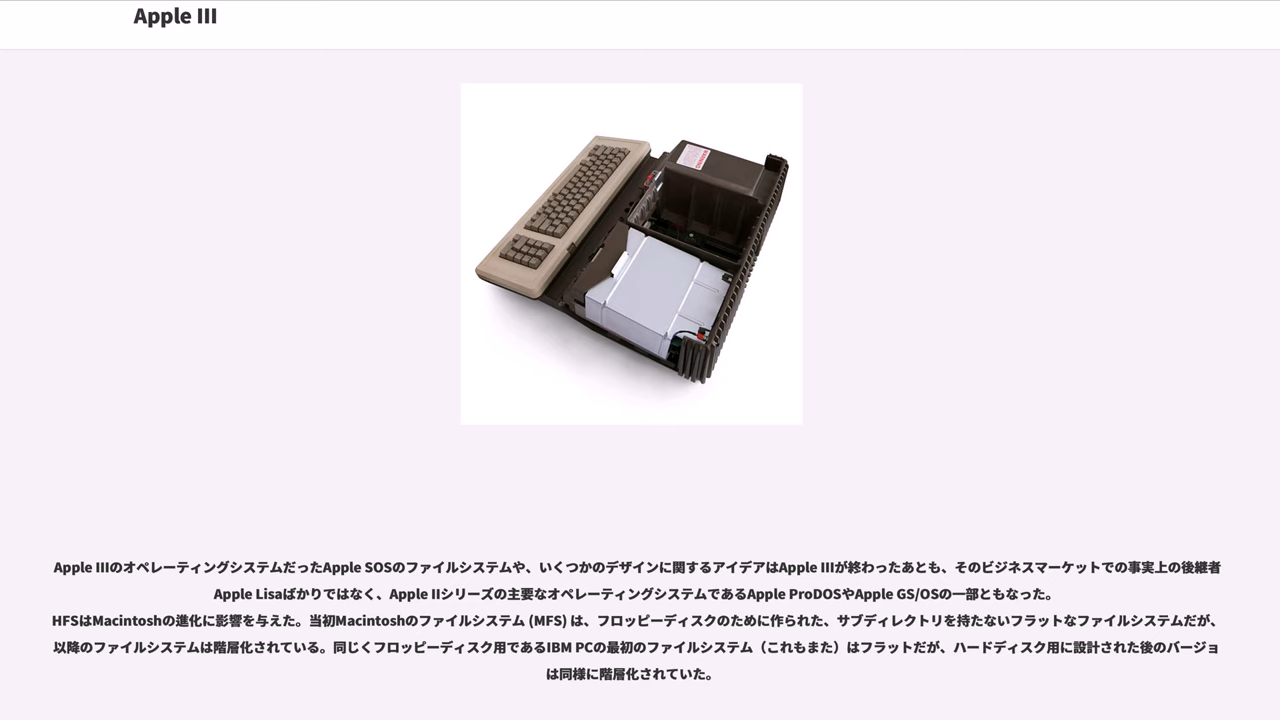 Apple III
Apple IIIのオペレーティングシステムだったApple SOSのファイルシステムや、いくつかのデザインに関するアイデアはApple IIIが終わったあとも、そのビジネスマーケットでの事実上の後継者
Apple Lisaばかりではなく、Apple IIシリーズの主要なオペレーティングシステムであるApple ProDOSやApple GS/OSの一部ともなった。
HFSはMacintoshの進化に影響を与えた。当初Macintoshのファイルシステム (MFS) は、フロッピーディスクのために作られた、サブディレクトリを持たないフラットなファイルシステムだが、
以降のファイルシステムは階層化されている。同じくフロッピーディスク用であるIBM PCの最初のファイルシステム（これもまた）はフラットだが、ハードディスク用に設計された後のバージョ
は同様に階層化されていた。